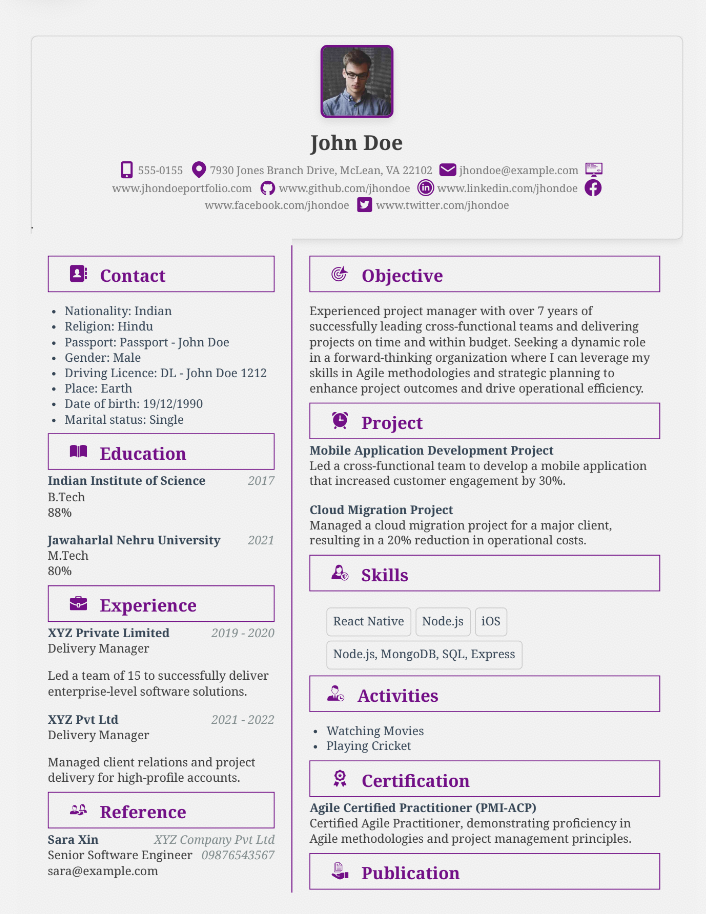 John Doe
555-0155 7930 Jones Branch Drive, McLean, VA 22102 jhondoe@example.com
www.jhondoeportfolio.com www.github.com/jhondoe www.linkedin.com/jhondoe
www.facebook.com/jhondoe www.twitter.com/jhondoe
Contact
• Nationality: Indian
• Religion: Hindu
• Passport: Passport - John Doe
• Gender: Male
• Driving Licence: DL - John Doe 1212
• Place: Earth
• Date of birth: 19/12/1990
• Marital status: Single
Education
Indian Institute of Science 2017
B.Tech
88%
Jawaharlal Nehru University 2021
M.Tech
80%
Experience
XYZ Private Limited 2019 - 2020
Delivery Manager
Led a team of 15 to successfully deliver
enterprise-level software solutions.
XYZ Pvt Ltd 2021 - 2022
Delivery Manager
Managed client relations and project
delivery for high-profile accounts.
Reference
Sara Xin XYZ Company Pvt Ltd
Senior Software Engineer 09876543567
sara@example.com
Objective
Experienced project manager with over 7 years of
successfully leading cross-functional teams and delivering
projects on time and within budget. Seeking a dynamic role
in a forward-thinking organization where I can leverage my
skills in Agile methodologies and strategic planning to
enhance project outcomes and drive operational efficiency.
Project
Mobile Application Development Project
Led a cross-functional team to develop a mobile application
that increased customer engagement by 30%.
Cloud Migration Project
Managed a cloud migration project for a major client,
resulting in a 20% reduction in operational costs.
Skills
React Native Node.js iOS
Node.js, MongoDB, SQL, Express
Activities
• Watching Movies
• Playing Cricket
Certification
Agile Certified Practitioner (PMI-ACP)
Certified Agile Practitioner, demonstrating proficiency in
Agile methodologies and project management principles.
Publication